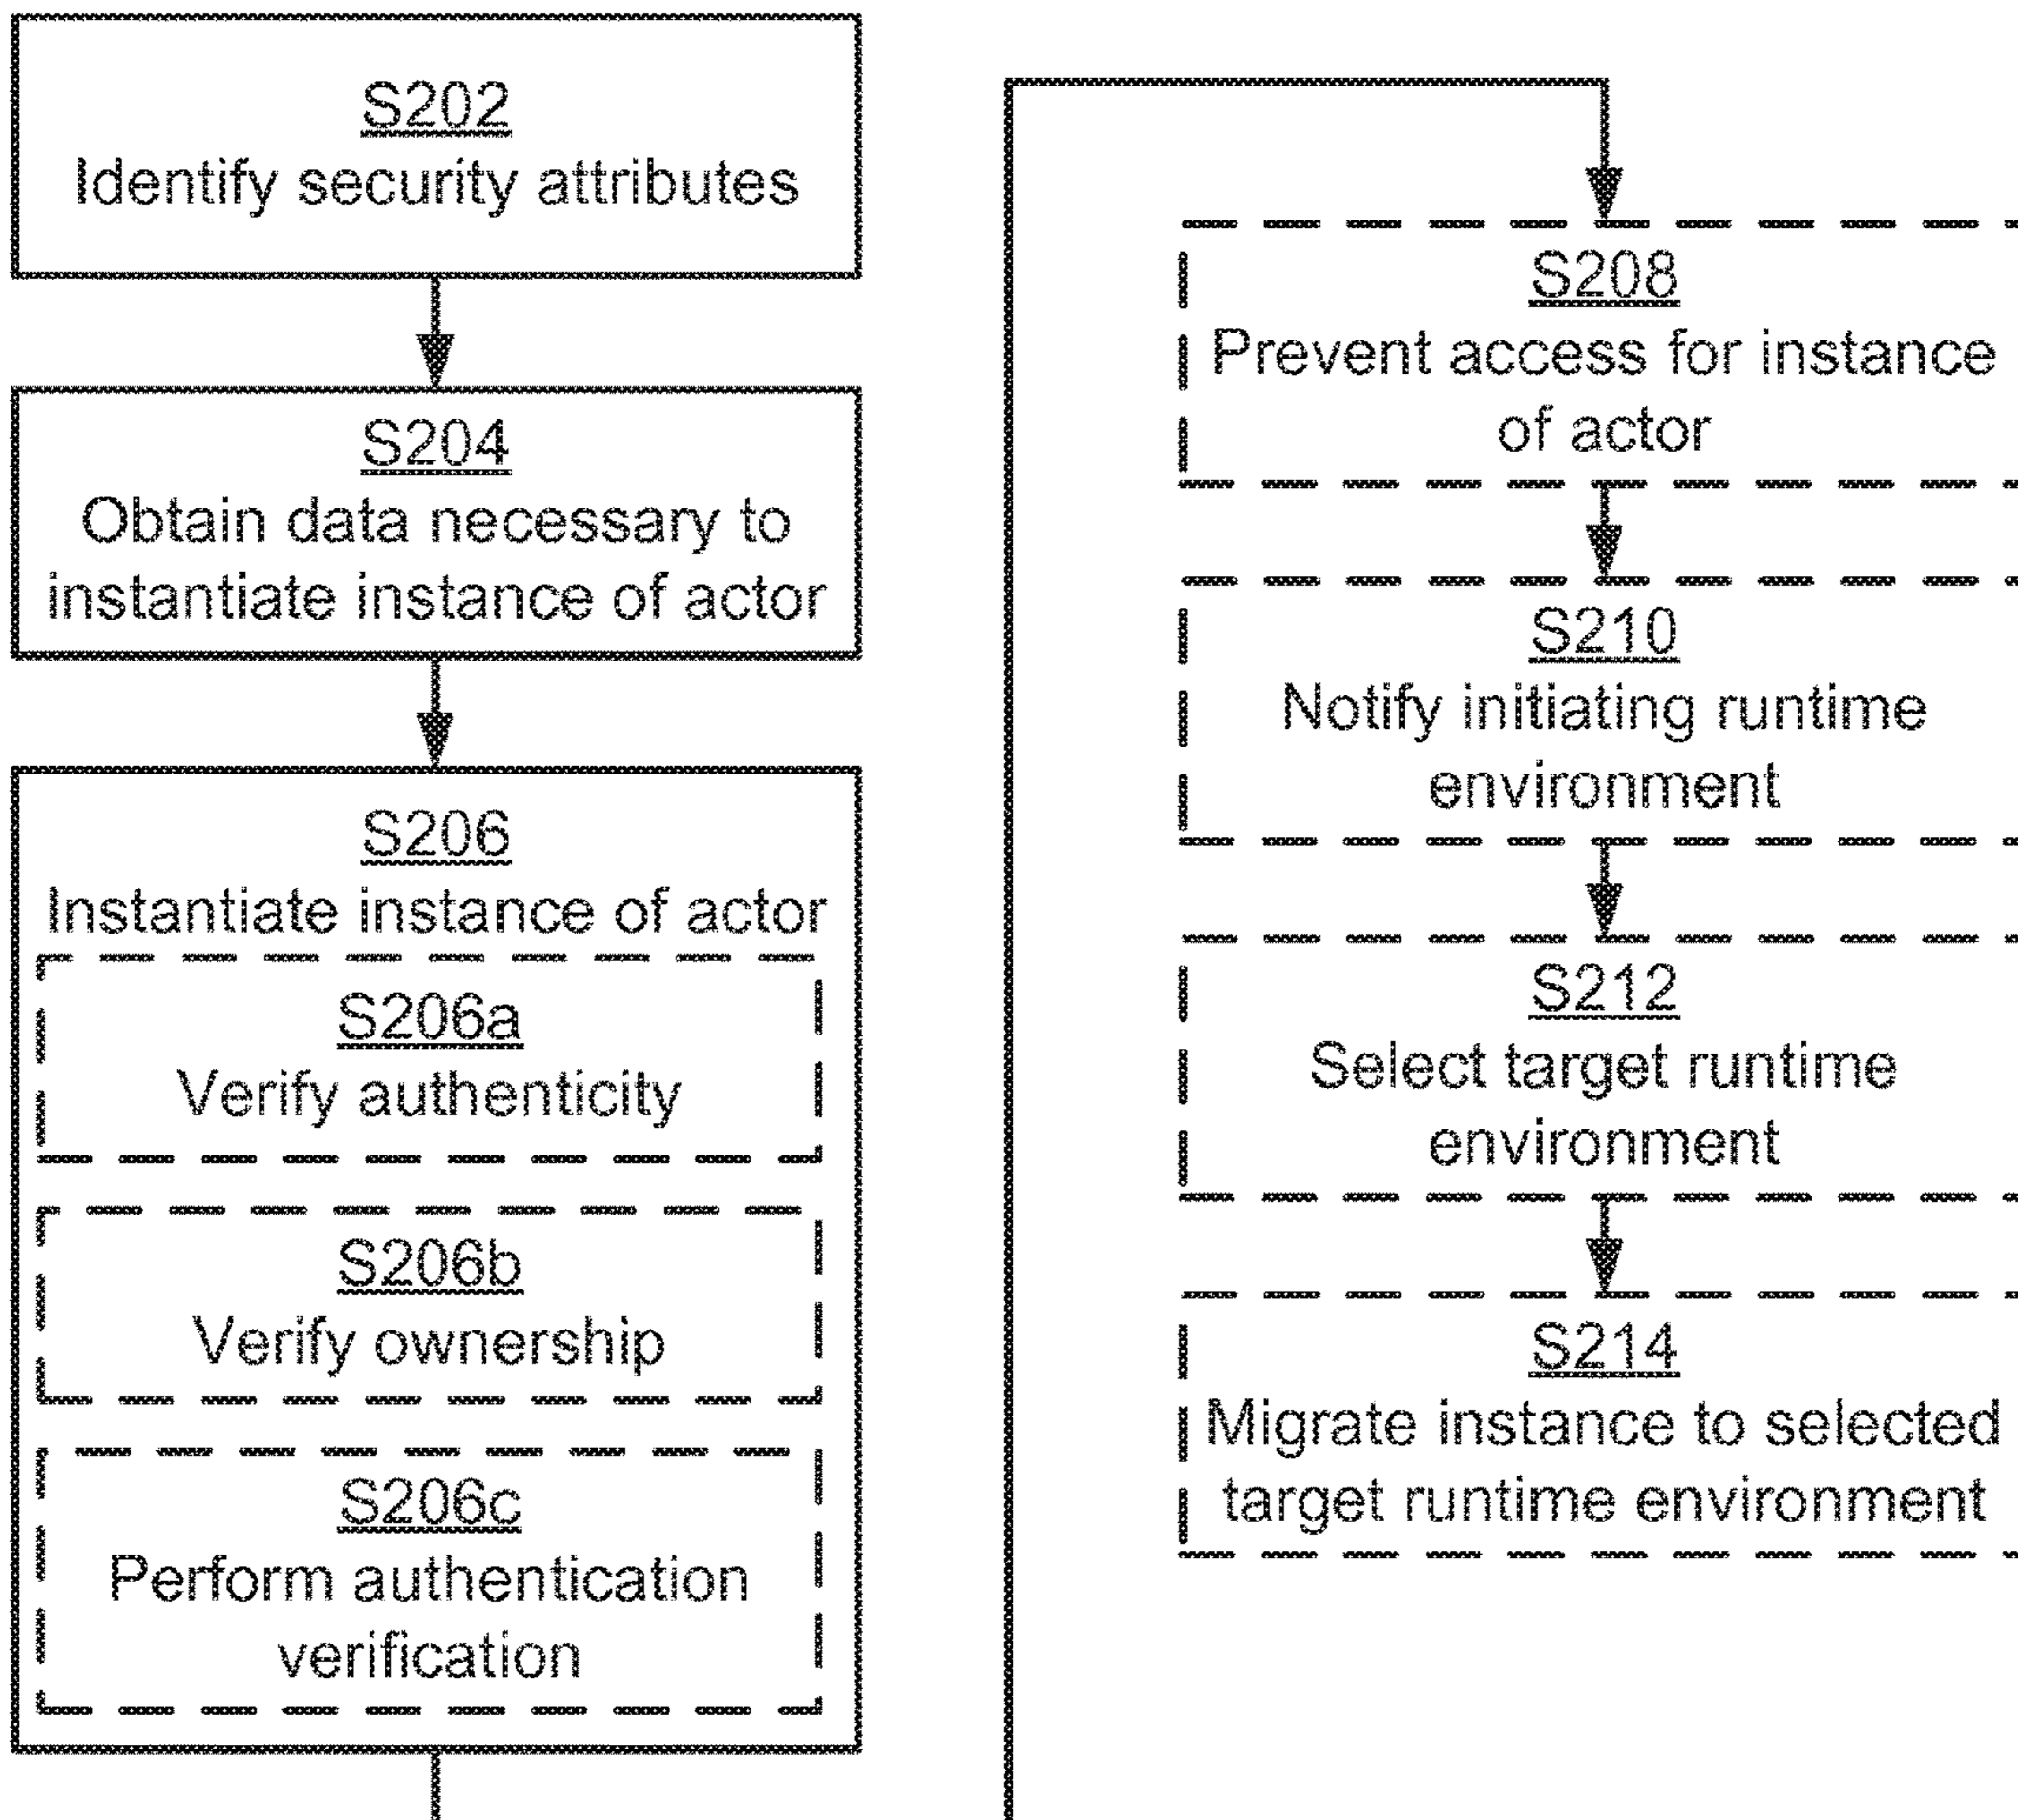 S202
Identify security attributes
S204
Obtain data necessary to
instantiate instance of actor
S206
Instantiate instance of actor
S206a
Verify authenticity
S206b
Verify ownership
S206c
Perform authentication
verification
S208
Prevent access for instance
of actor
S210
Notify initiating runtime
environment
S212
Select target runtime
environment
S214
Migrate instance to selected
target runtime environment